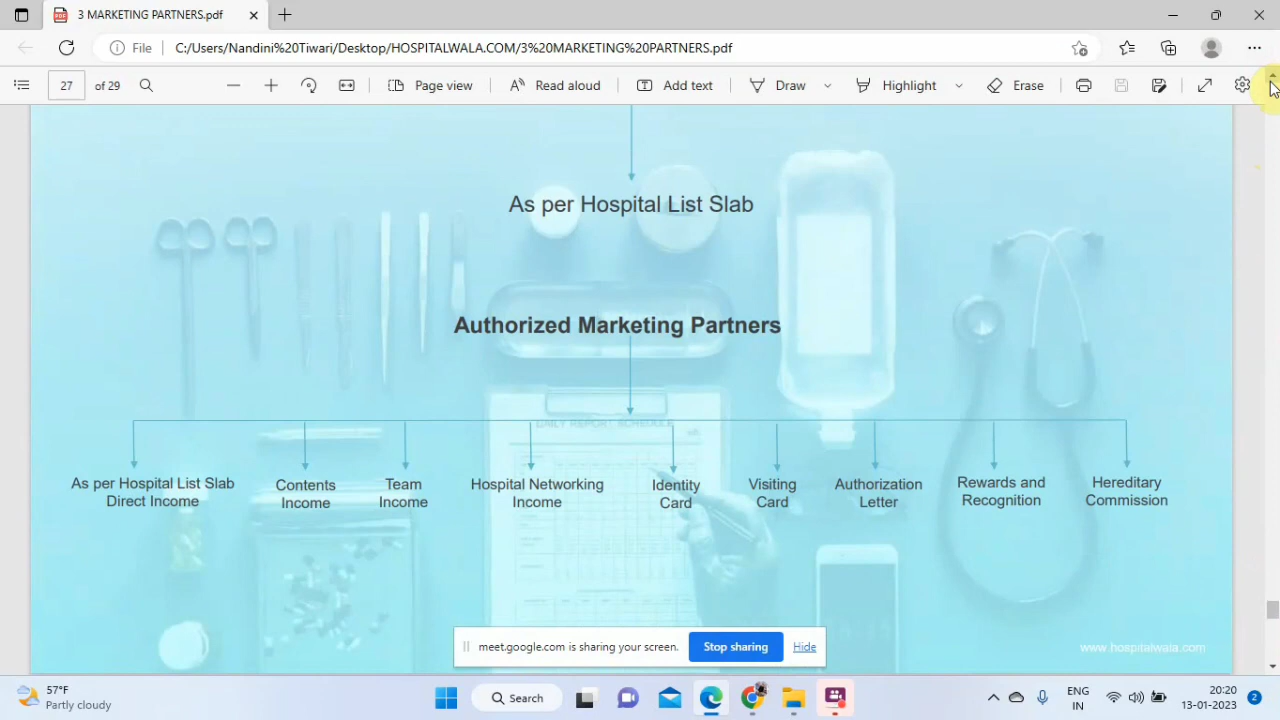 3 MARKETING PARTNERS.pdf
File
C:/Users/Nandini%20Tiwari/Desktop/HOSPITALWALA.COM/3%20MARKETING%20PARTNERS.pdf
27 of 29
Page view
Read aloud
Add text
Draw
Highlight
Erase
As per Hospital List Slab
Authorized Marketing Partners
DAILY REPORT SCHEDULE
As per Hospital List Slab
Direct Income
Contents
Income
Team
Income
Hospital Networking
Income
Identity
Card
Visiting
Card
Authorization
Letter
Rewards and
Recognition
Hereditary
Commission
meet.google.com is sharing your screen.
Stop sharing
Hide
www.hospitalwala.com
57°F
Partly cloudy
Search
ENG
IN
20:20
13-01-2023
2